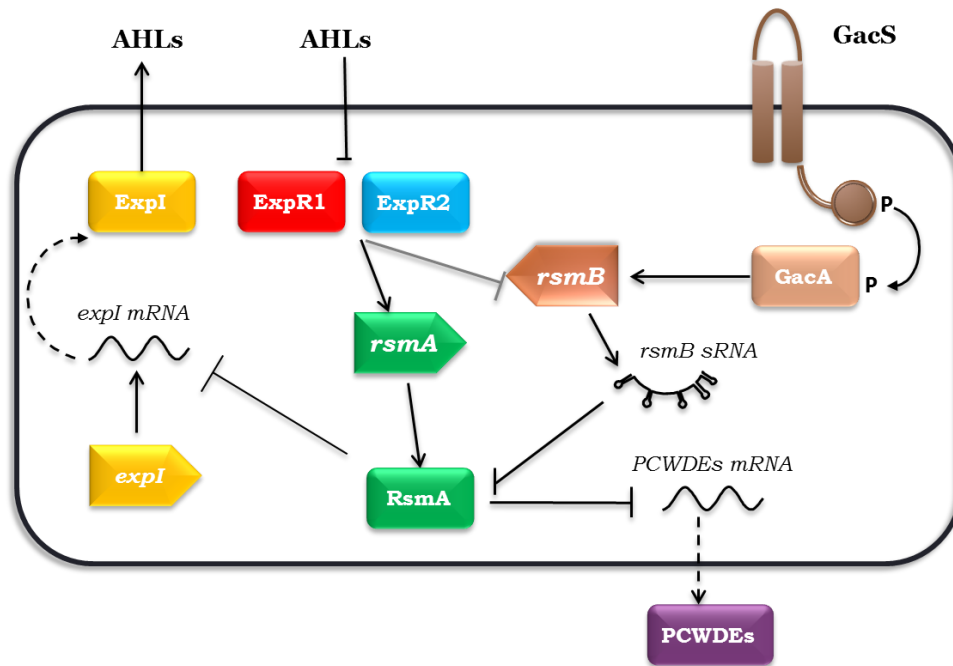 AHLs
AHLs
GacS
ExpI
ExpR1
ExpR2
P
rsmB
GacA
P
expI mRNA
rsmA
rsmB sRNA
expI
RsmA
PCWDEs mRNA
PCWDEs